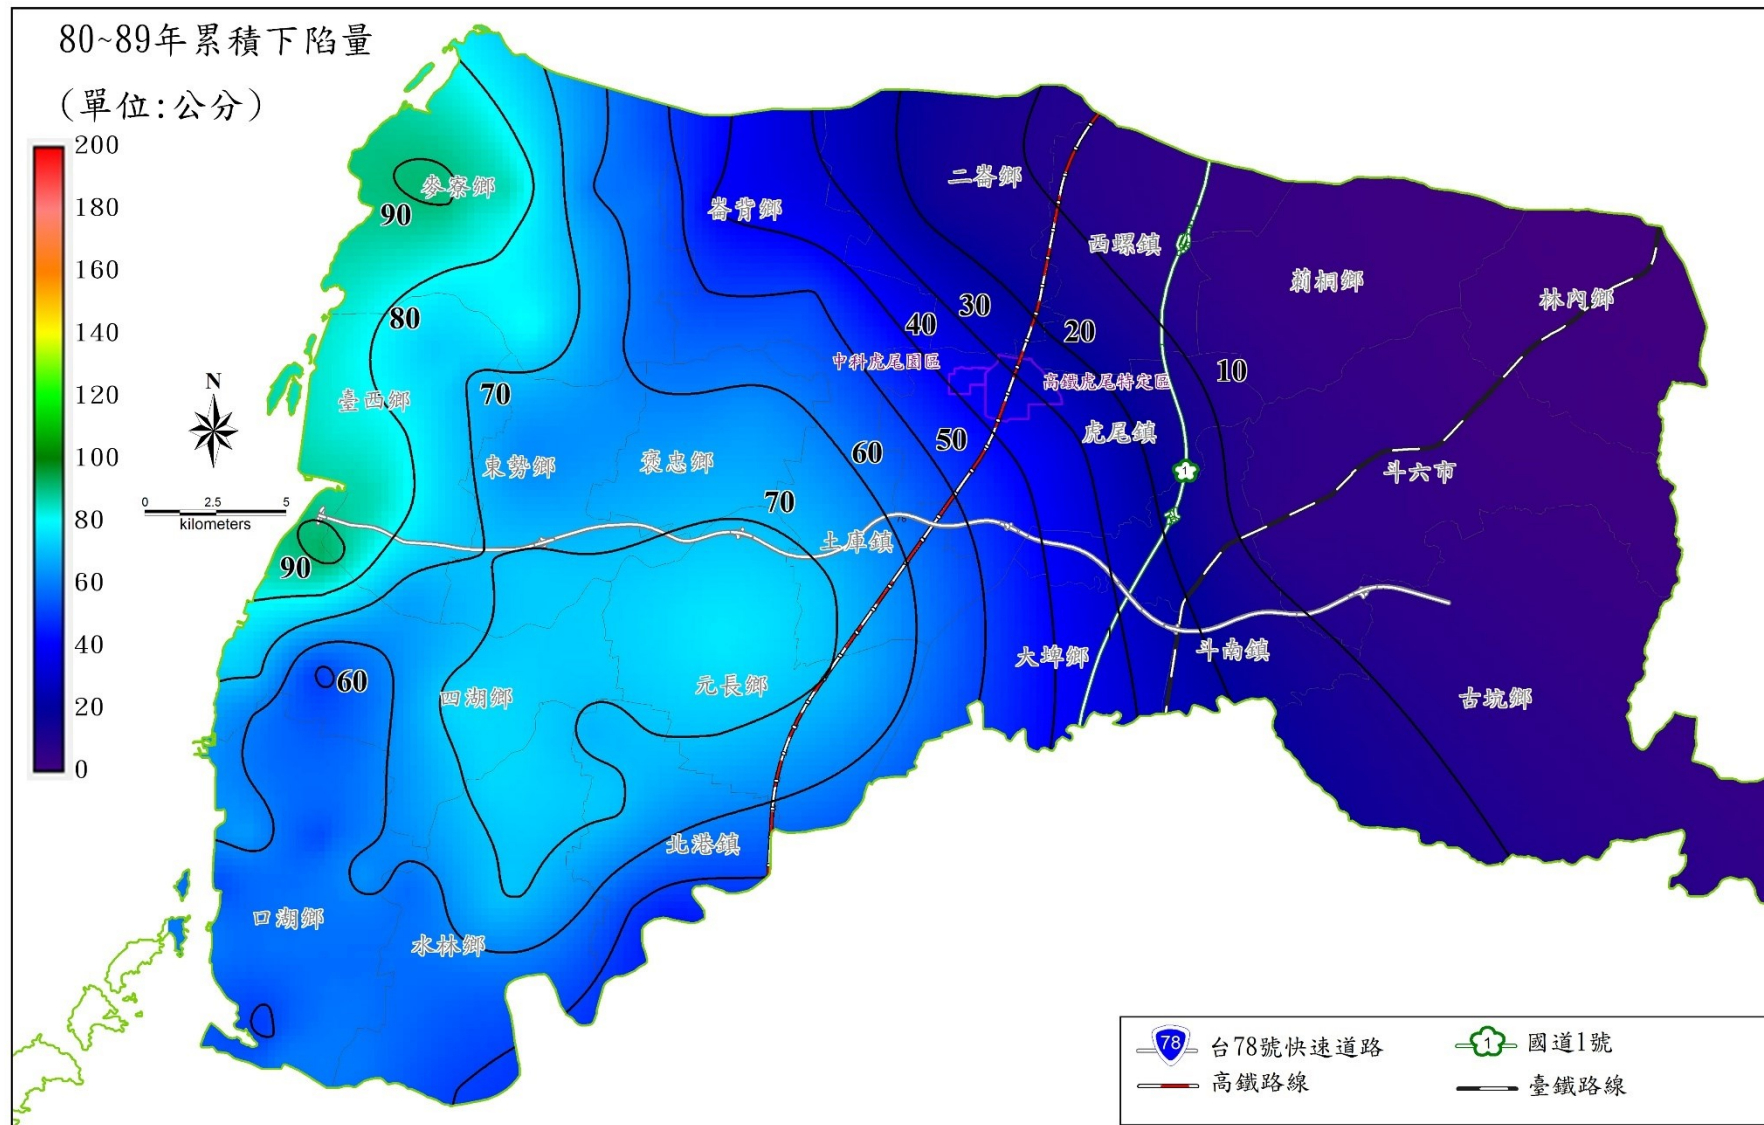 80~89年累積下陷量
(單位:公分)
200
180
160
140
120
100
80
60
40
20
0
N
0 2.5 5
kilometers
麥寮鄉
90
崙背鄉
二崙鄉
西螺鎮
莿桐鄉
林內鄉
80
40
30
20
10
中科虎尾園區
高鐵虎尾特定區
臺西鄉
70
東勢鄉
褒忠鄉
60
50
虎尾鎮
1
斗六市
70
78
土庫鎮
90
60
四湖鄉
元長鄉
大埤鄉
斗南鎮
古坑鄉
北港鎮
口湖鄉
水林鄉
78 台78號快速道路
1 國道1號
高鐵路線
臺鐵路線